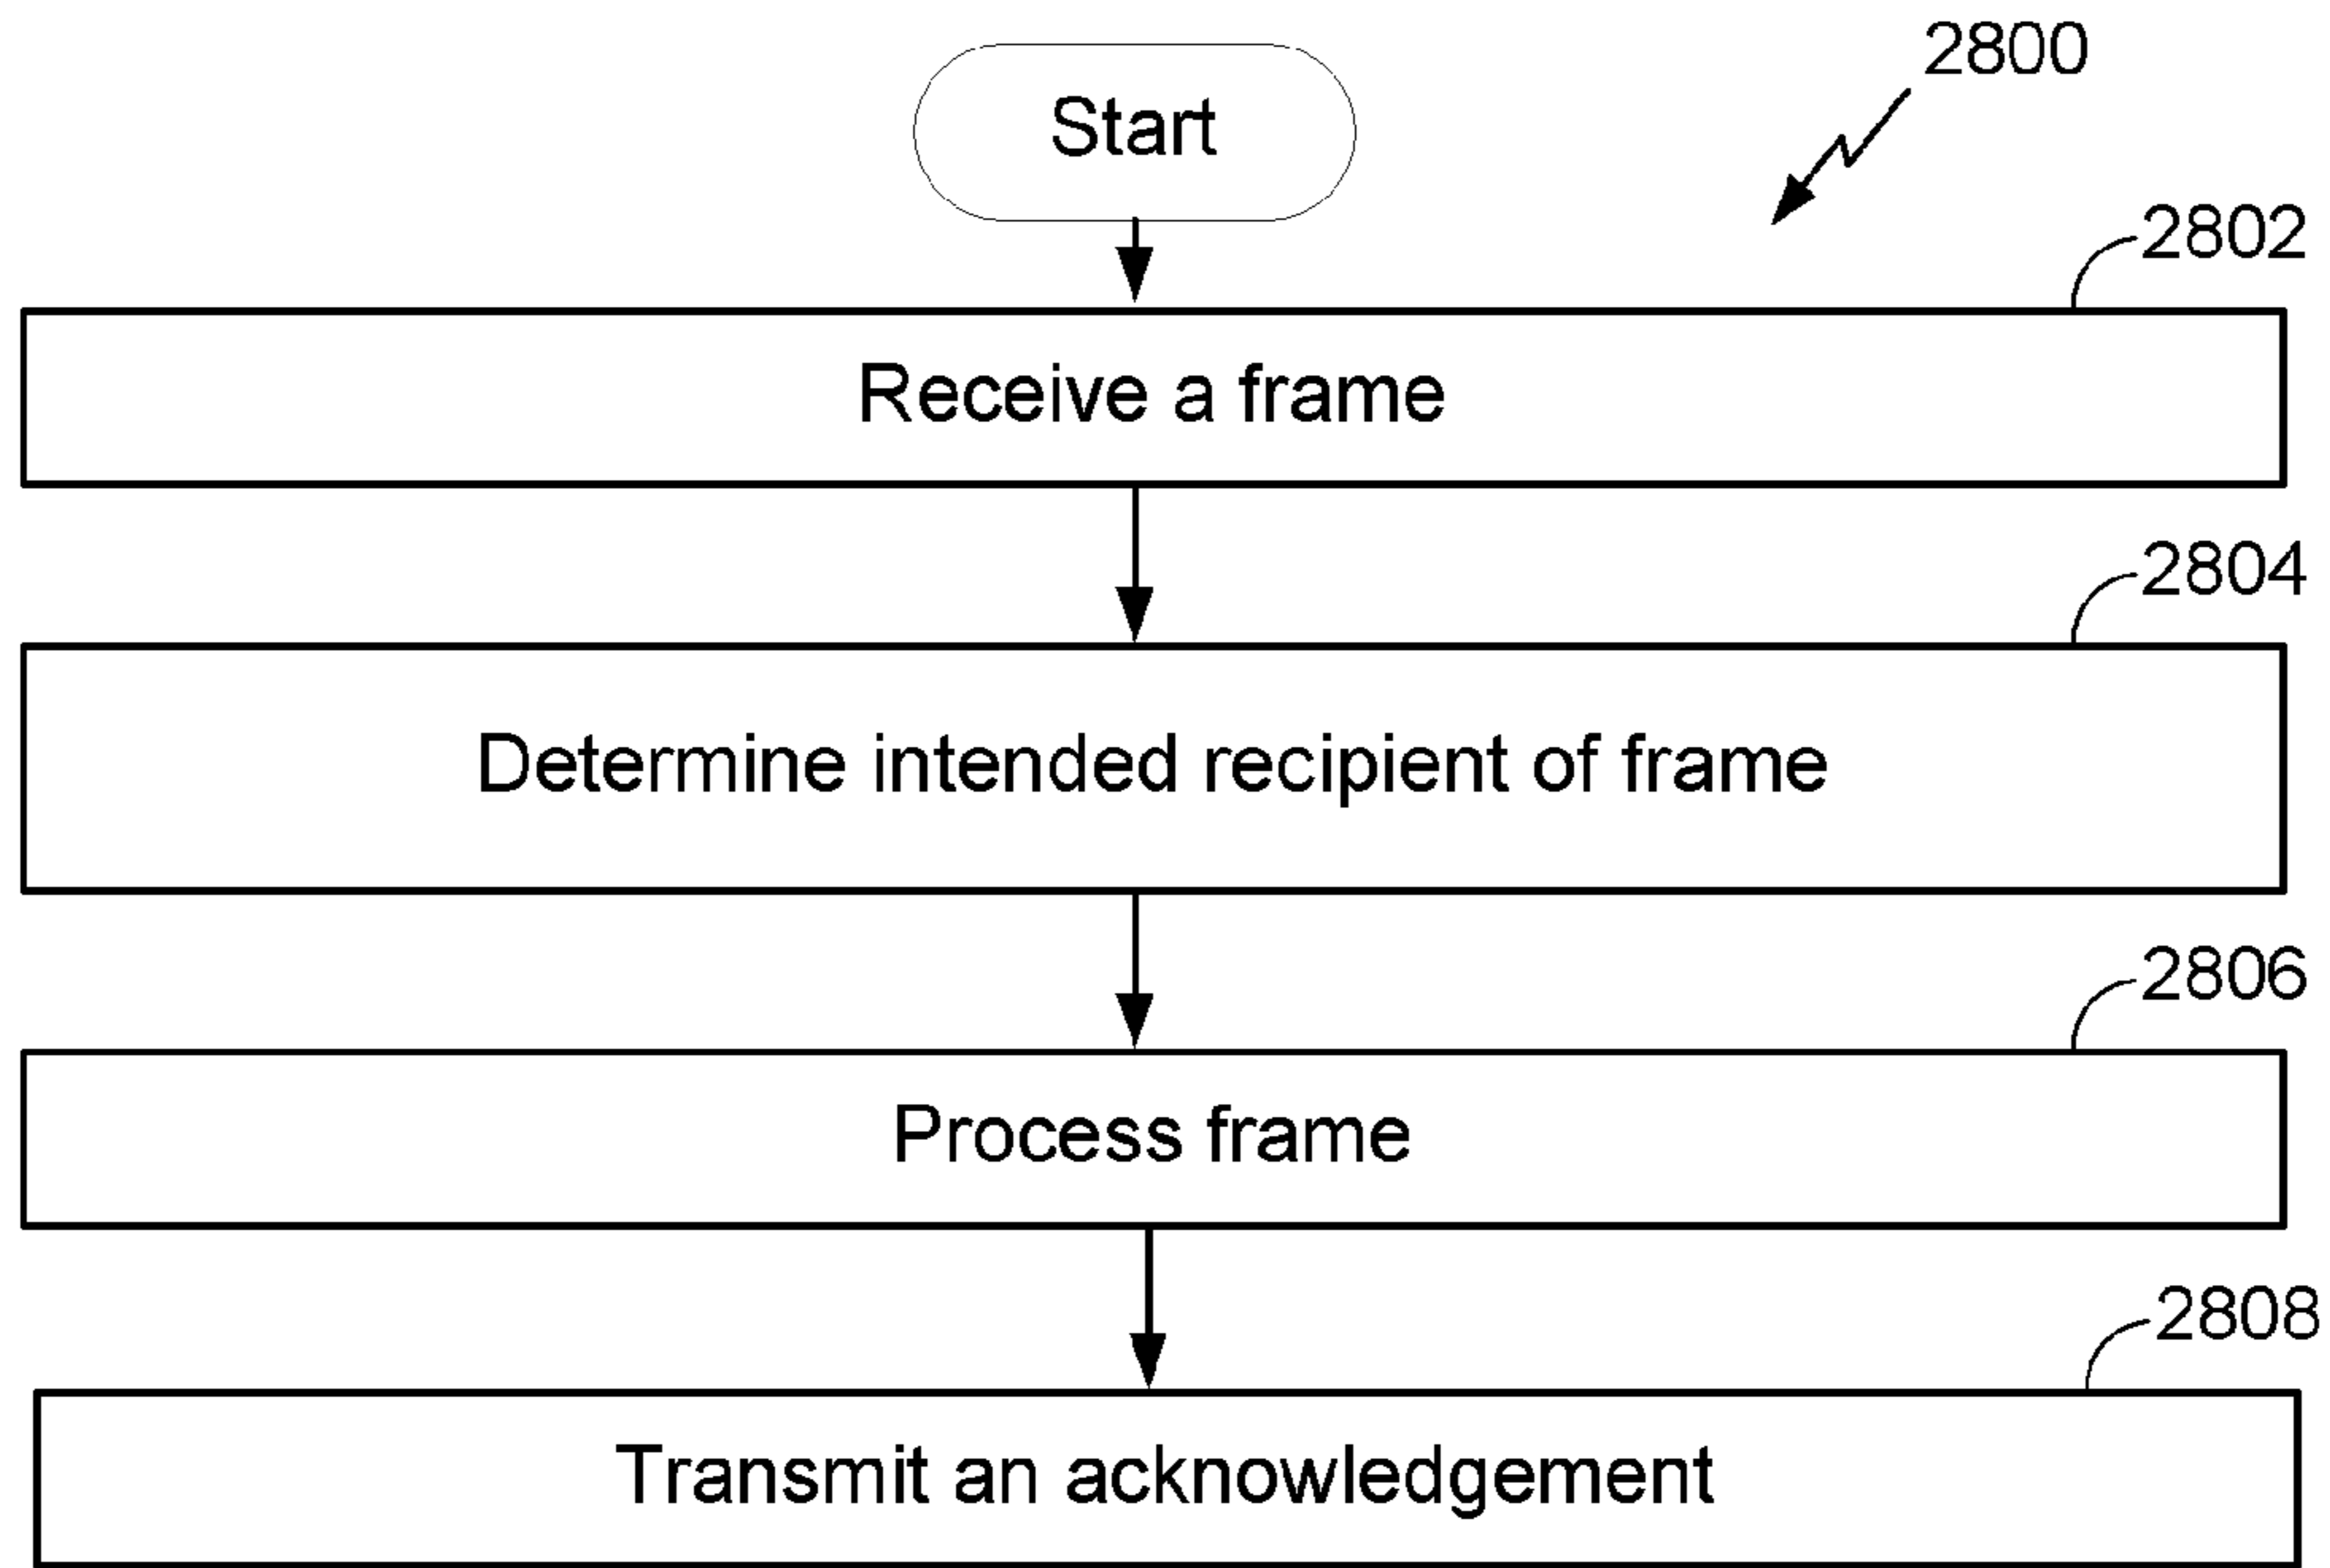 2800
Start
2802
Receive a frame
2804
Determine intended recipient of frame
2806
Process frame
2808
Transmit an acknowledgement